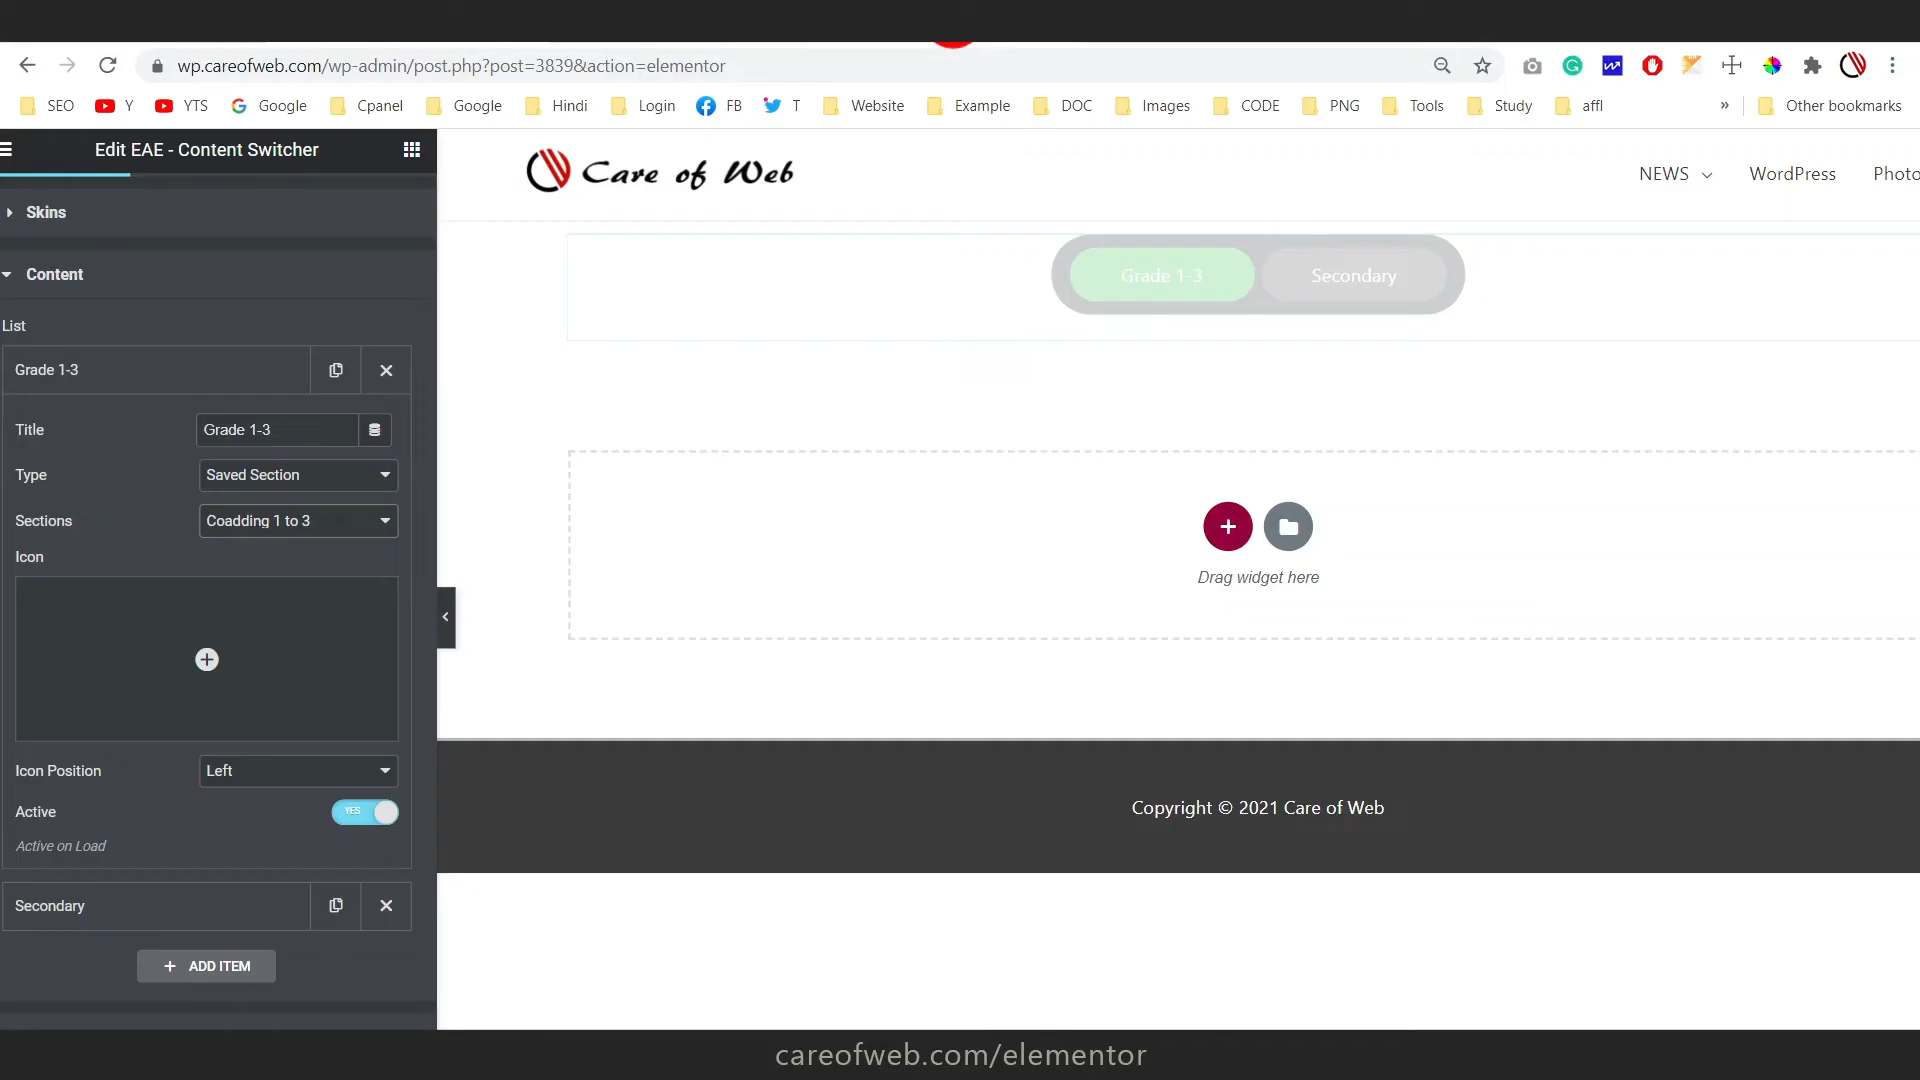 wp.careofweb.com/wp-admin/post.php?post=3839&action=elementor
SEO Y YTS Google Cpanel Google Hindi Login FB T Website Example DOC Images CODE PNG Tools Study affl » Other bookmarks
Edit EAE - Content Switcher
Care of Web
NEWS WordPress Photo
Skins
Grade 1-3 Secondary
Content
List
Grade 1-3
Title Grade 1-3
Type Saved Section
Sections Coadding 1 to 3
Icon
Drag widget here
Icon Position Left
Active YES
Active on Load
Copyright © 2021 Care of Web
Secondary
ADD ITEM
careofweb.com/elementor